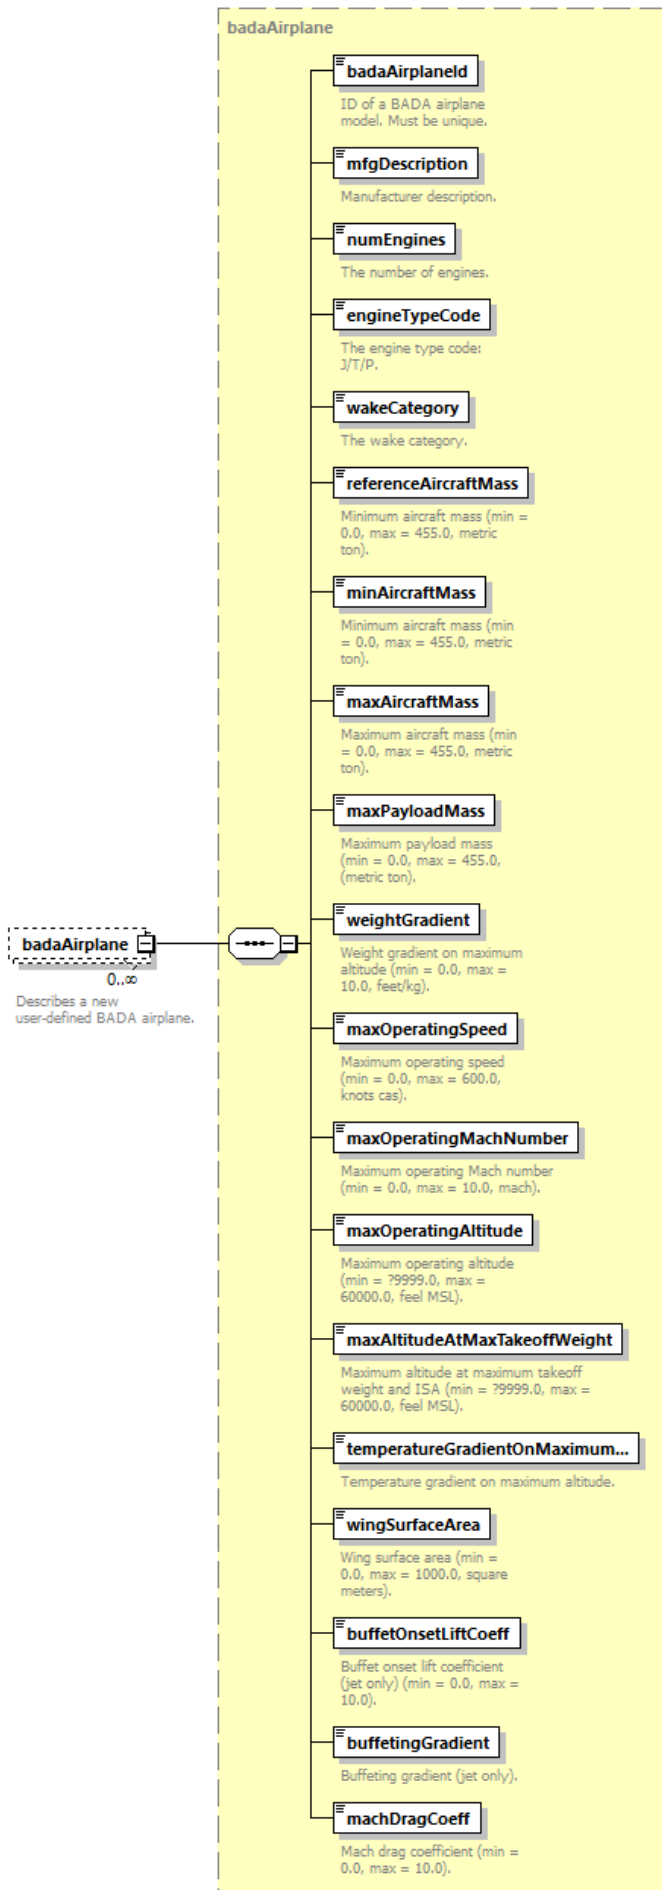 badaAirplane
badaAirplaneId
ID of a BADA airplane
model. Must be unique.
mfgDescription
Manufacturer description.
numEngines
The number of engines.
engineTypeCode
The engine type code:
J/T/P.
wakeCategory
The wake category.
referenceAircraftMass
Minimum aircraft mass (min =
0.0, max = 455.0, metric
ton).
minAircraftMass
Minimum aircraft mass (min
= 0.0, max = 455.0, metric
ton).
maxAircraftMass
Maximum aircraft mass (min
= 0.0, max = 455.0, metric
ton).
maxPayloadMass
Maximum payload mass
(min = 0.0, max = 455.0,
(metric ton).
badaAirplane
0..∞
Describes a new
user-defined BADA airplane.
weightGradient
Weight gradient on maximum
altitude (min = 0.0, max =
10.0, feet/kg).
maxOperatingSpeed
Maximum operating speed
(min = 0.0, max = 600.0,
knots cas).
maxOperatingMachNumber
Maximum operating Mach number
(min = 0.0, max = 10.0, mach).
maxOperatingAltitude
Maximum operating altitude
(min = ?9999.0, max =
60000.0, feel MSL).
maxAltitudeAtMaxTakeoffWeight
Maximum altitude at maximum takeoff
weight and ISA (min = ?9999.0, max =
60000.0, feel MSL).
temperatureGradientOnMaximum...
Temperature gradient on maximum altitude.
wingSurfaceArea
Wing surface area (min =
0.0, max = 1000.0, square
meters).
buffetOnsetLiftCoeff
Buffet onset lift coefficient
(jet only) (min = 0.0, max =
10.0).
buffetingGradient
Buffeting gradient (jet only).
machDragCoeff
Mach drag coefficient (min =
0.0, max = 10.0).